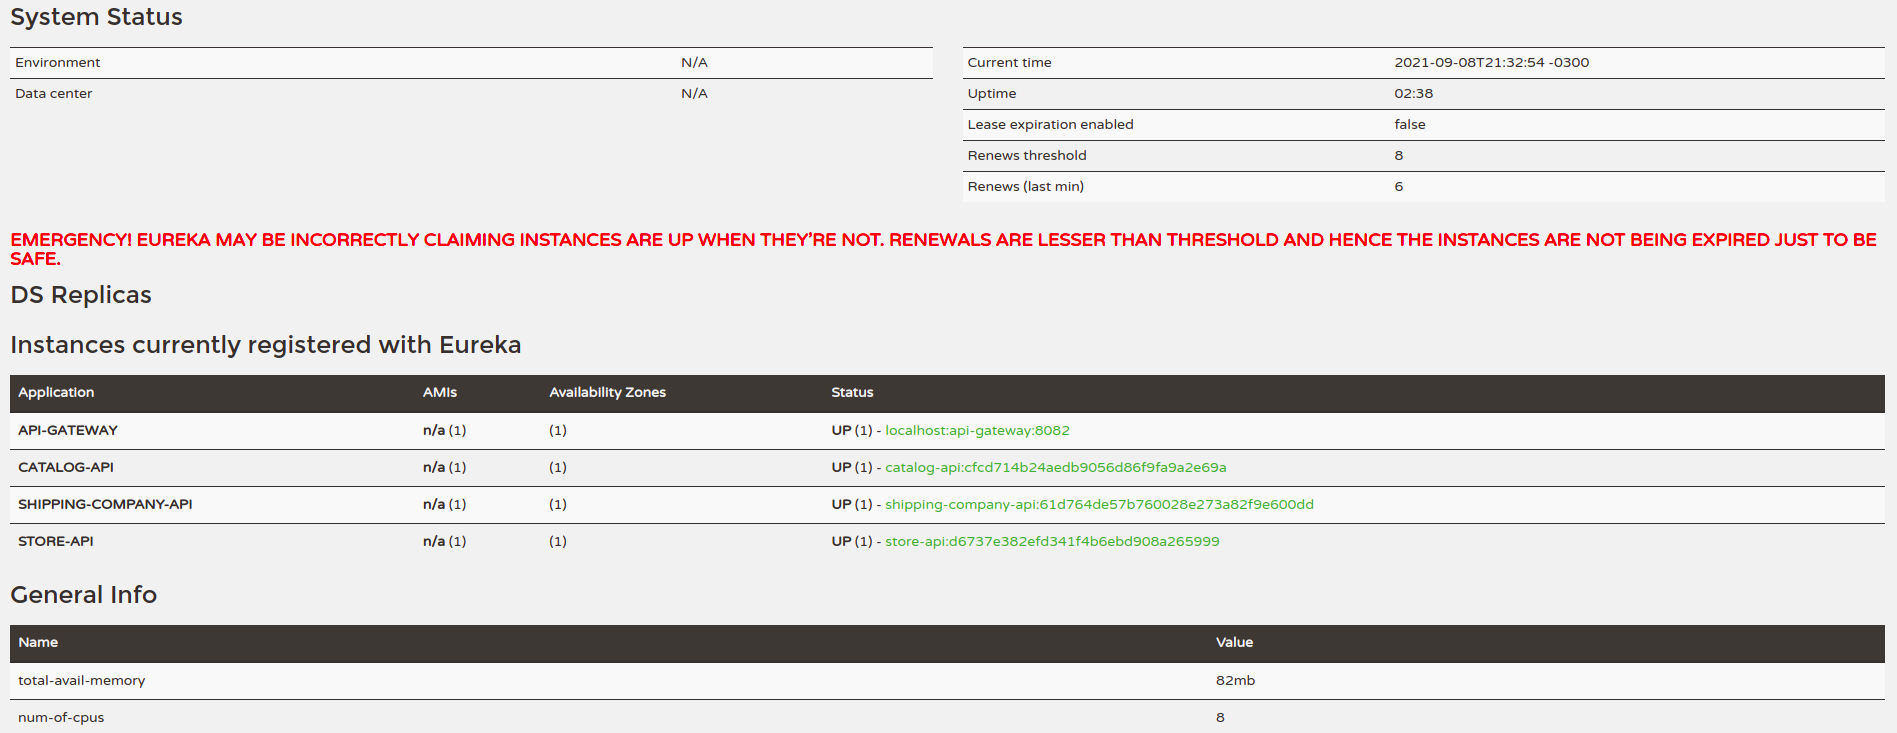 System Status
Environment N/A
Data center N/A
Current time 2021-09-08T21:32:54 -0300
Uptime 02:38
Lease expiration enabled false
Renews threshold 8
Renews (last min) 6
EMERGENCY! EUREKA MAY BE INCORRECTLY CLAIMING INSTANCES ARE UP WHEN THEY'RE NOT. RENEWALS ARE LESSER THAN THRESHOLD AND HENCE THE INSTANCES ARE NOT BEING EXPIRED JUST TO BE
SAFE.
DS Replicas
Instances currently registered with Eureka
Application AMIs Availability Zones Status
API-GATEWAY n/a (1) (1) UP (1) - localhost:api-gateway:8082
CATALOG-API n/a (1) (1) UP (1) - catalog-api:cfcd714b24aedb9056d86f9fa9a2e69a
SHIPPING-COMPANY-API n/a (1) (1) UP (1) - shipping-company-api:61d764de57b760028e273a82f9e600dd
STORE-API n/a (1) (1) UP (1) - store-api:d6737e382efd341f4b6ebd908a265999
General Info
Name Value
total-avail-memory 82mb
num-of-cpus 8